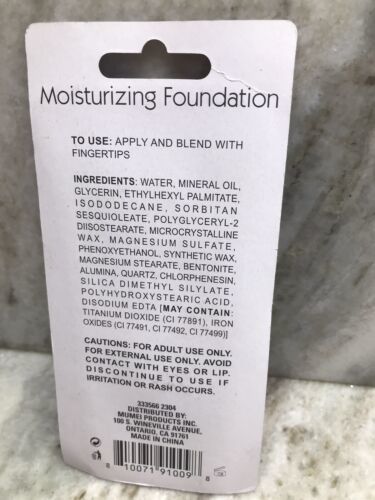 Moisturizing Foundation
TO USE: APPLY AND BLEND WITH
FINGERTIPS
INGREDIENTS: WATER, MINERAL OIL,
GLYCERIN, ETHYLHEXYL PALMITATE,
ISODODECANE, SORBITAN
SESQUIOLEATE, POLYGLYCERYL-2
DIISOSTEARATE, MICROCRYSTALLINE
WAX, MAGNESIUM SULFATE,
PHENOXYETHANOL, SYNTHETIC WAX,
MAGNESIUM STEARATE, BENTONITE,
ALUMINA, QUARTZ, CHLORPHENESIN,
SILICA DIMETHYL SILYLATE,
POLYHYDROXYSTEARIC ACID,
DISODIUM EDTA [MAY CONTAIN:
TITANIUM DIOXIDE (CI 77891), IRON
OXIDES (CI 77491, CI 77492, CI 77499)]
CAUTIONS: FOR ADULT USE ONLY.
FOR EXTERNAL USE ONLY. AVOID
CONTACT WITH EYES OR LIP.
DISCONTINUE TO USE IF
IRRITATION OR RASH OCCURS.
333566 2304
DISTRIBUTED BY:
MUMEI PRODUCTS INC.
100 S. WINEVILLE AVENUE,
ONTARIO, CA 91761
MADE IN CHINA
8 10071 91009 8